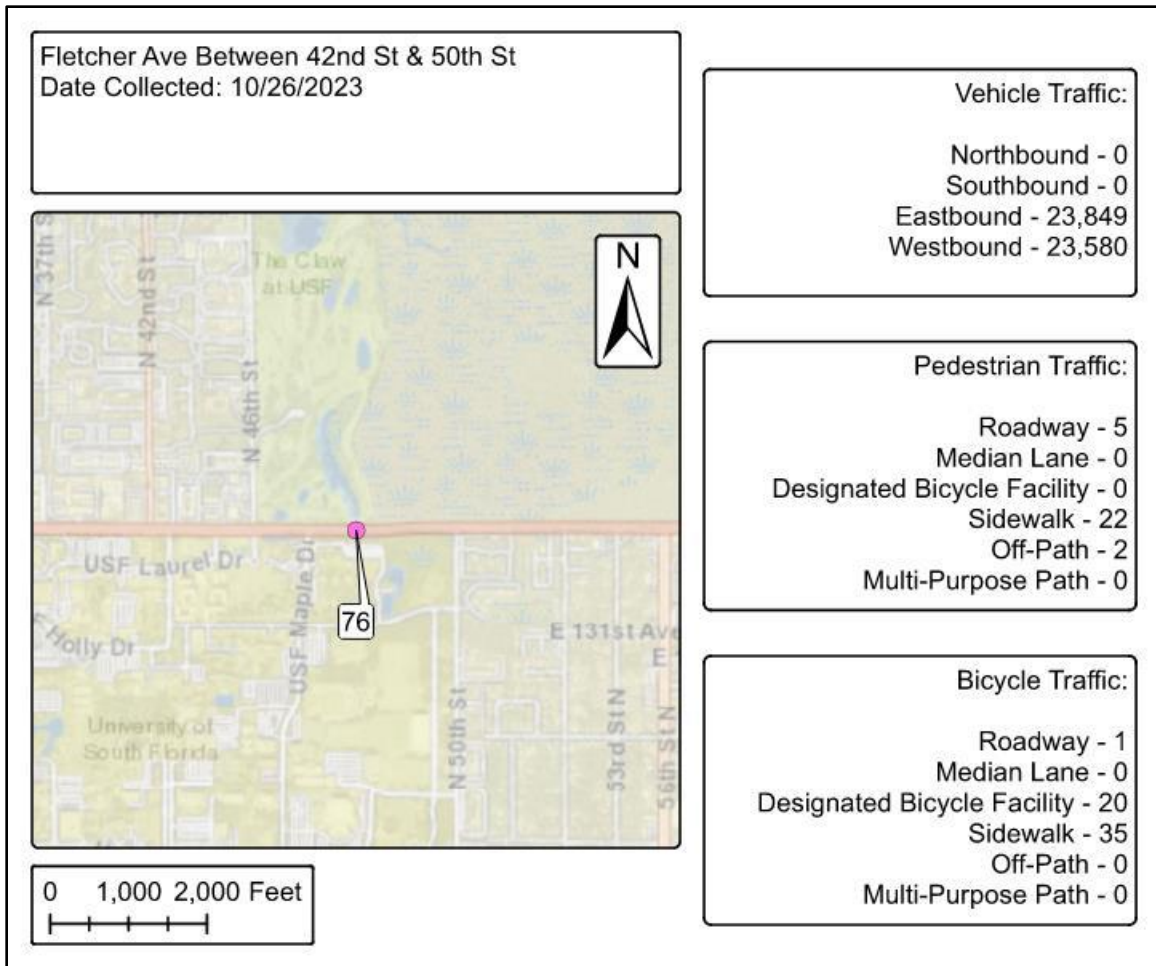 Fletcher Ave Between 42nd St & 50th St
Date Collected: 10/26/2023
Vehicle Traffic:
Northbound - 0
Southbound - 0
Eastbound - 23,849
Westbound - 23,580
Pedestrian Traffic:
Roadway - 5
Median Lane - 0
Designated Bicycle Facility - 0
Sidewalk - 22
Off-Path - 2
Multi-Purpose Path - 0
Bicycle Traffic:
Roadway - 1
Median Lane - 0
Designated Bicycle Facility - 20
Sidewalk - 35
Off-Path - 0
Multi-Purpose Path - 0
N
N 37th S
N 42nd St
N 46th St
The Claw
at USF
USF Laurel Dr
USF Maple Dr
Holly Dr
76
E 131st Ave
E
University of
South Florida
N 50th St
53rd St N
56th St N
0 1,000 2,000 Feet